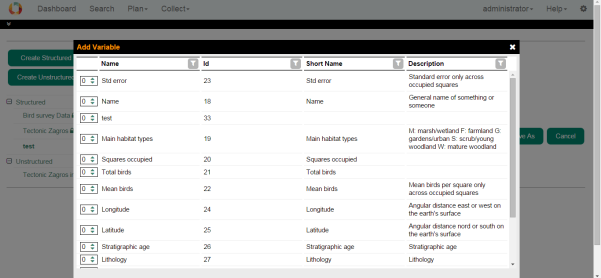 Dashboard Search Plan Collect administrator Help
Create Structured
Create Unstructured
Structured
Bird survey Data
Tectonic Zagros
test
Unstructured
Tectonic Zagros
Add Variable
Name Id Short Name Description
0 Std error 23 Std error Standard error only across
occupied squares
0 Name 18 Name General name of something or
someone
0 test 33
0 Main habitat types 19 Main habitat types M: marsh/wetland F: farmland G:
gardens/urban S: scrub/young
woodland W: mature woodland
0 Squares occupied 20 Squares occupied
0 Total birds 21 Total birds
0 Mean birds 22 Mean birds Mean birds per square only
across occupied squares
0 Longitude 24 Longitude Angular distance east or west on
the earth's surface
0 Latitude 25 Latitude Angular distance nord or south on
the earth's surface
0 Stratigraphic age 26 Stratigraphic age Stratigraphic age
0 Lithology 27 Lithology Lithology
As Cancel